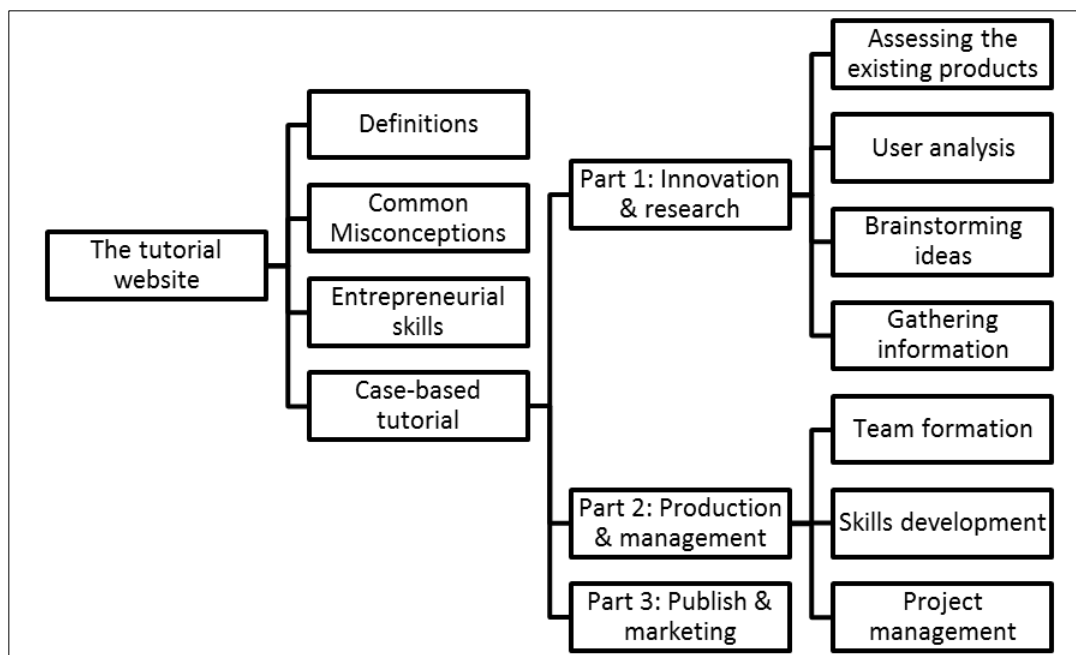 The tutorial
website
Definitions
Common
Misconceptions
Entrepreneurial
skills
Case-based
tutorial
Part 1: Innovation
& research
Part 2: Production
& management
Part 3: Publish &
marketing
Assessing the
existing products
User analysis
Brainstorming
ideas
Gathering
information
Team formation
Skills development
Project
management